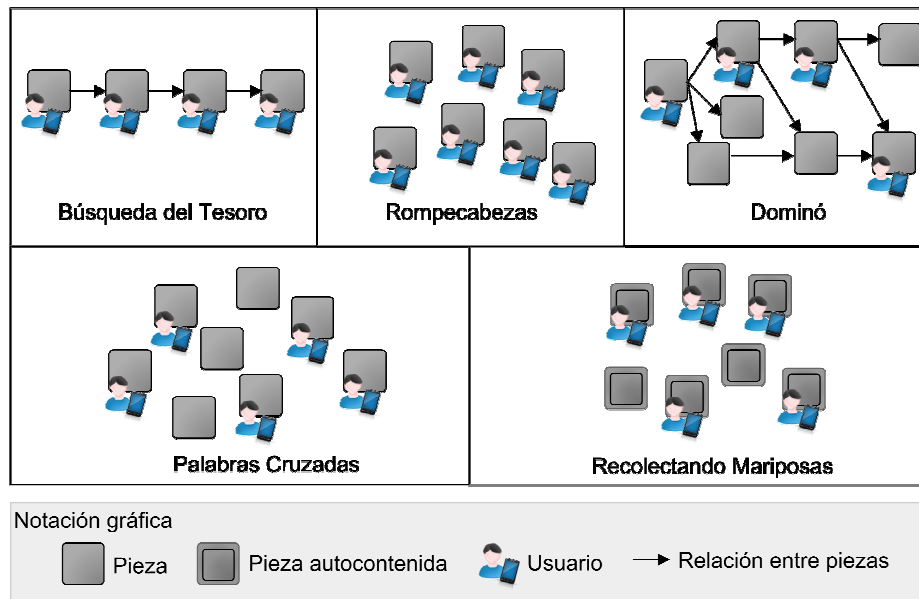 Búsqueda del Tesoro
Rompecabezas
Dominó
Palabras Cruzadas
Recolectando Mariposas
Notación gráfica
Pieza
Pieza autocontenida
Usuario
Relación entre piezas